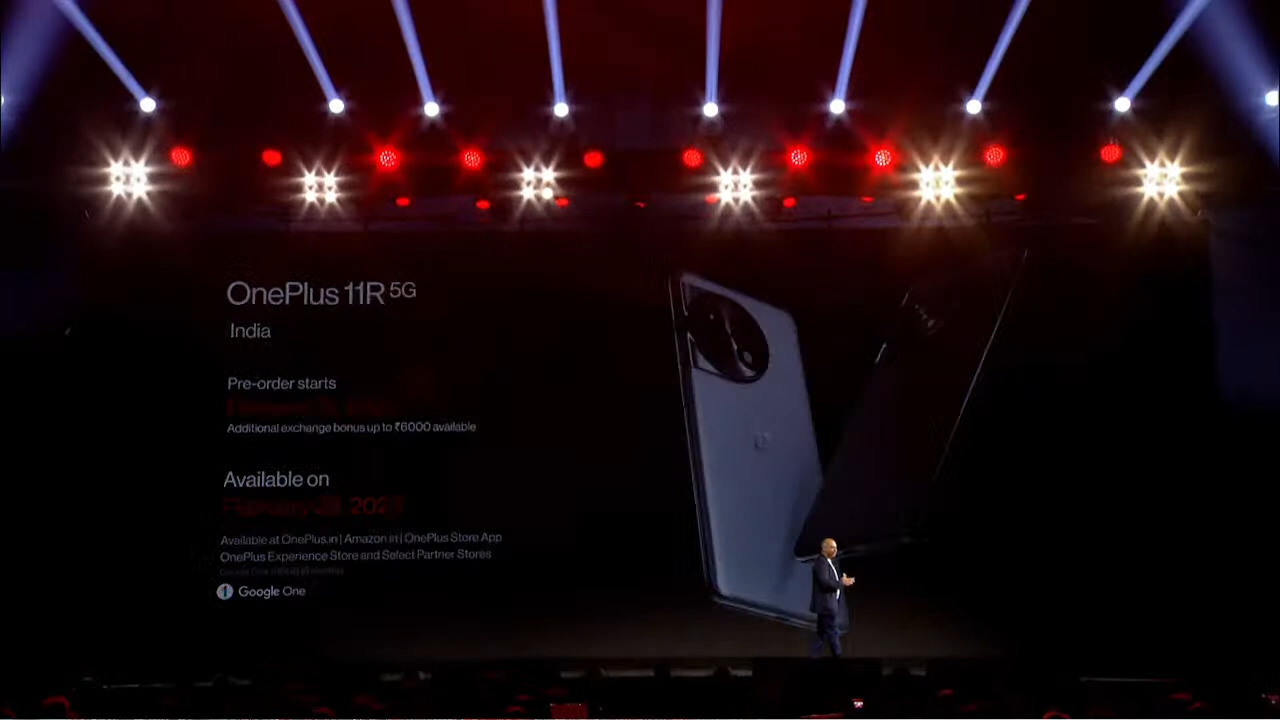 OnePlus 11R 5G
India
Pre-order starts
Additional exchange bonus up to ₹6000 available
Available on
Available at OnePlus.in | Amazon.in | OnePlus Store App
OnePlus Experience Store and Select Partner Stores
Google One